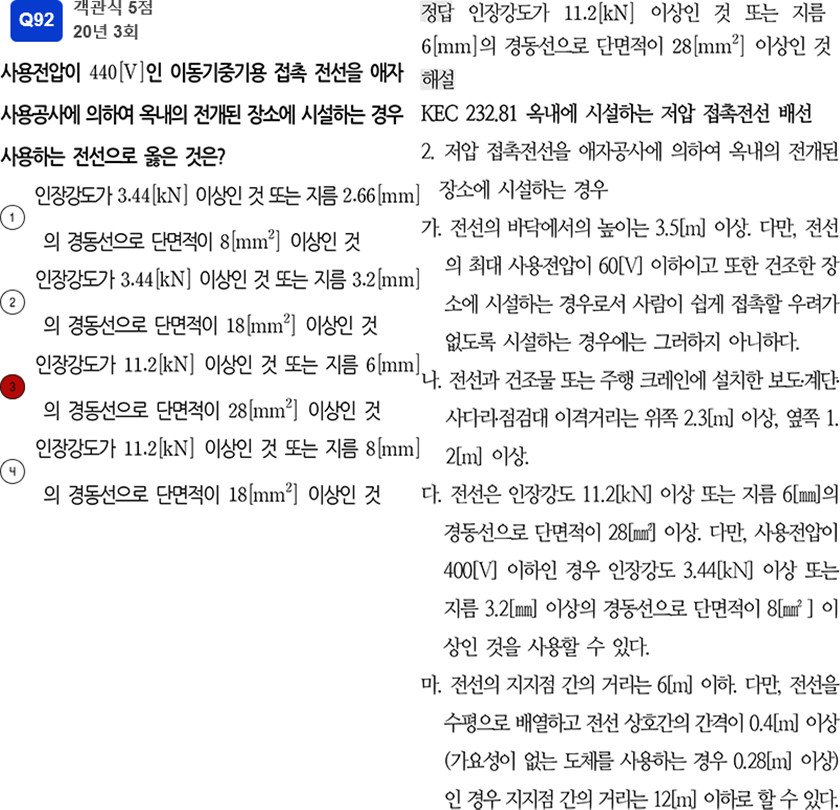 Q92
객관식 5점
20년 3회
사용전압이 440[V]인 이동기중기용 접촉 전선을 애자
사용공사에 의하여 옥내의 전개된 장소에 시설하는 경우
사용하는 전선으로 옳은 것은?
1 인장강도가 3.44[kN] 이상인 것 또는 지름 2.66[mm]
의 경동선으로 단면적이 8[mm²] 이상인 것
2 인장강도가 3.44[kN] 이상인 것 또는 지름 3.2[mm]
의 경동선으로 단면적이 18[mm²] 이상인 것
3 인장강도가 11.2[kN] 이상인 것 또는 지름 6[mm]
의 경동선으로 단면적이 28[mm²] 이상인 것
4 인장강도가 11.2[kN] 이상인 것 또는 지름 8[mm]
의 경동선으로 단면적이 18[mm²] 이상인 것
정답 인장강도가 11.2[kN] 이상인 것 또는 지름
6[mm]의 경동선으로 단면적이 28[mm²] 이상인 것
해설
KEC 232.81 옥내에 시설하는 저압 접촉전선 배선
2. 저압 접촉전선을 애자공사에 의하여 옥내의 전개된
장소에 시설하는 경우
가. 전선의 바닥에서의 높이는 3.5[m] 이상. 다만, 전선
의 최대 사용전압이 60[V] 이하이고 또한 건조한 장
소에 시설하는 경우로서 사람이 쉽게 접촉할 우려가
없도록 시설하는 경우에는 그러하지 아니하다.
나. 전선과 건조물 또는 주행 크레인에 설치한 보도·계단·
사다리·점검대 이격거리는 위쪽 2.3[m] 이상, 옆쪽 1.
2[m] 이상.
다. 전선은 인장강도 11.2[kN] 이상 또는 지름 6[㎜]의
경동선으로 단면적이 28[㎟] 이상. 다만, 사용전압이
400[V] 이하인 경우 인장강도 3.44[kN] 이상 또는
지름 3.2[㎜] 이상의 경동선으로 단면적이 8[㎟ ] 이
상인 것을 사용할 수 있다.
마. 전선의 지지점 간의 거리는 6[m] 이하. 다만, 전선을
수평으로 배열하고 전선 상호간의 간격이 0.4[m] 이상
(가요성이 없는 도체를 사용하는 경우 0.28[m] 이상)
인 경우 지지점 간의 거리는 12[m] 이하로 할 수 있다.